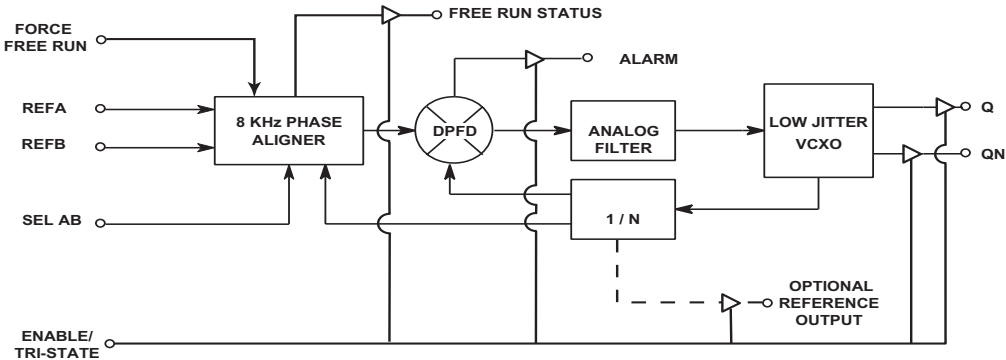 FREE RUN STATUS
FORCE
FREE RUN
ALARM
REFA
8 KHz PHASE
ALIGNER
DPFD
ANALOG
FILTER
LOW JITTER
VCXO
Q
REFB
QN
SEL AB
1 / N
OPTIONAL
REFERENCE
OUTPUT
ENABLE/
TRI-STATE